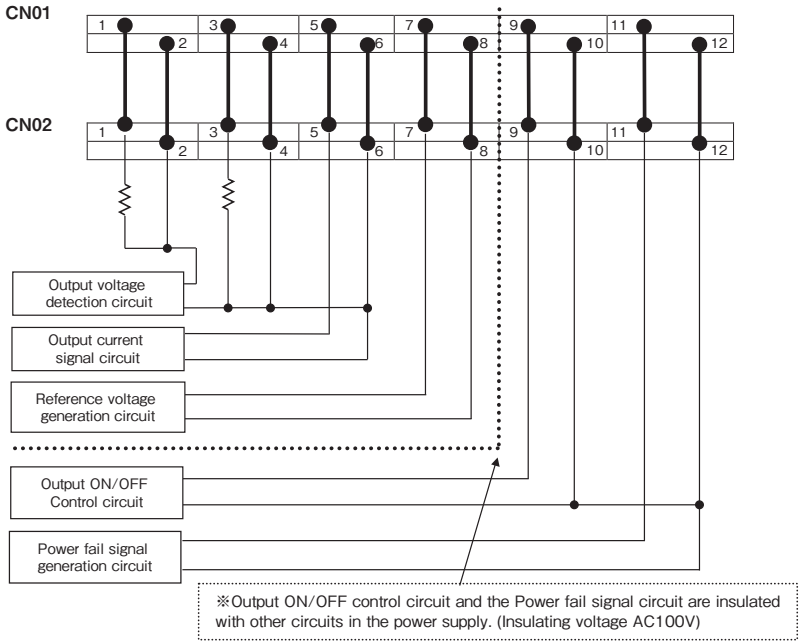 CN01
1 3 5 7 9 11
2 4 6 8 10 12
CN02
1 3 5 7 9 11
2 4 6 8 10 12
Output voltage
detection circuit
Output current
signal circuit
Reference voltage
generation circuit
Output ON/OFF
Control circuit
Power fail signal
generation circuit
※Output ON/OFF control circuit and the Power fail signal circuit are insulated
with other circuits in the power supply. (Insulating voltage AC100V)